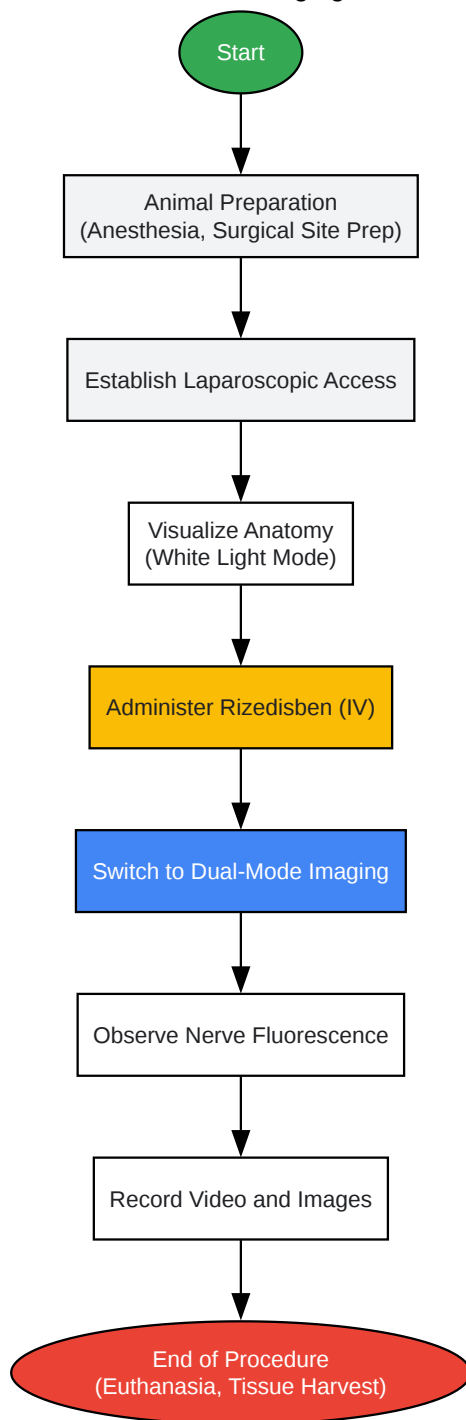 Start
Animal Preparation
(Anesthesia, Surgical Site Prep)
Establish Laparoscopic Access
Visualize Anatomy
(White Light Mode)
Administer Rizedisben (IV)
Switch to Dual-Mode Imaging
Observe Nerve Fluorescence
Record Video and Images
End of Procedure
(Euthanasia, Tissue Harvest)